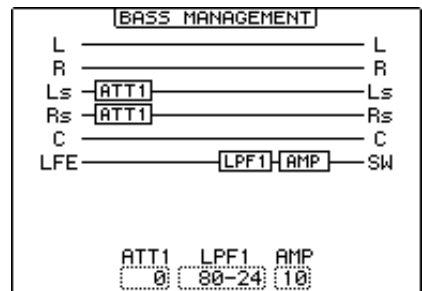 BASS MANAGEMENT
L L
R R
Ls ATT1 Ls
Rs ATT1 Rs
C C
LFE LPF1 AMP SW
ATT1 LPF1 AMP
0 80-24 10